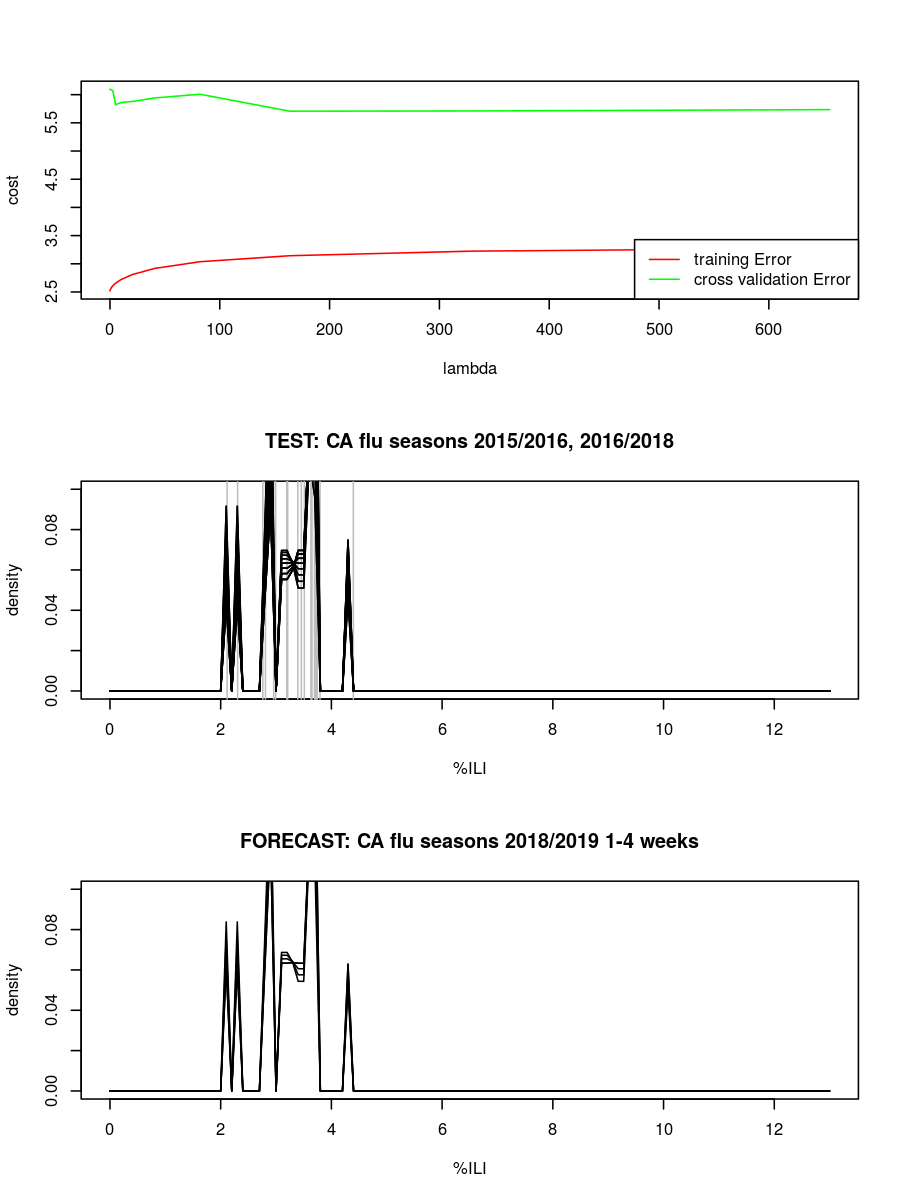 5.5
4.5
3.5
2.5
cost
training Error
cross validation Error
0 100 200 300 400 500 600
lambda
TEST: CA flu seasons 2015/2016, 2016/2018
0.08
0.04
0.00
density
0 2 4 6 8 10 12
%ILI
FORECAST: CA flu seasons 2018/2019 1-4 weeks
0.08
0.04
0.00
density
0 2 4 6 8 10 12
%ILI